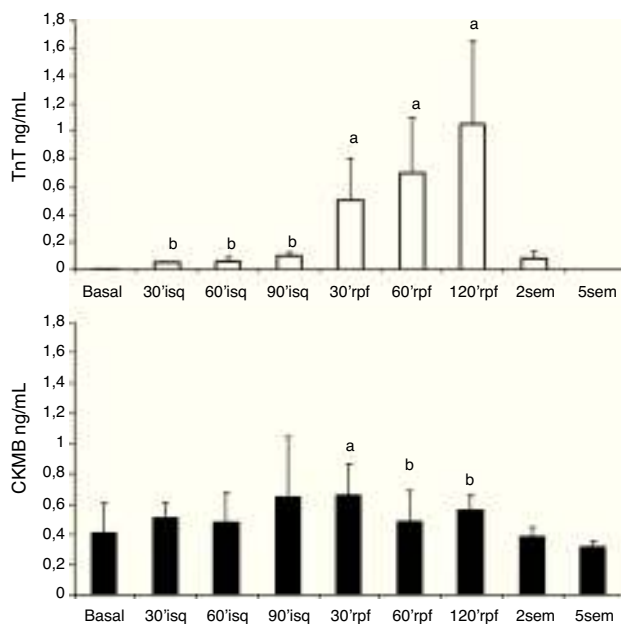 1,8
1,6
1,4
1,2
1
0,8
0,6
0,4
0,2
0
TnT ng/mL
a
a
a
b
b
b
Basal 30'isq 60'isq 90'isq 30'rpf 60'rpf 120'rpf 2sem 5sem
1,8
1,6
1,4
1,2
1
0,8
0,6
0,4
0,2
0
CKMB ng/mL
a
b
b
Basal 30'isq 60'isq 90'isq 30'rpf 60'rpf 120'rpf 2sem 5sem